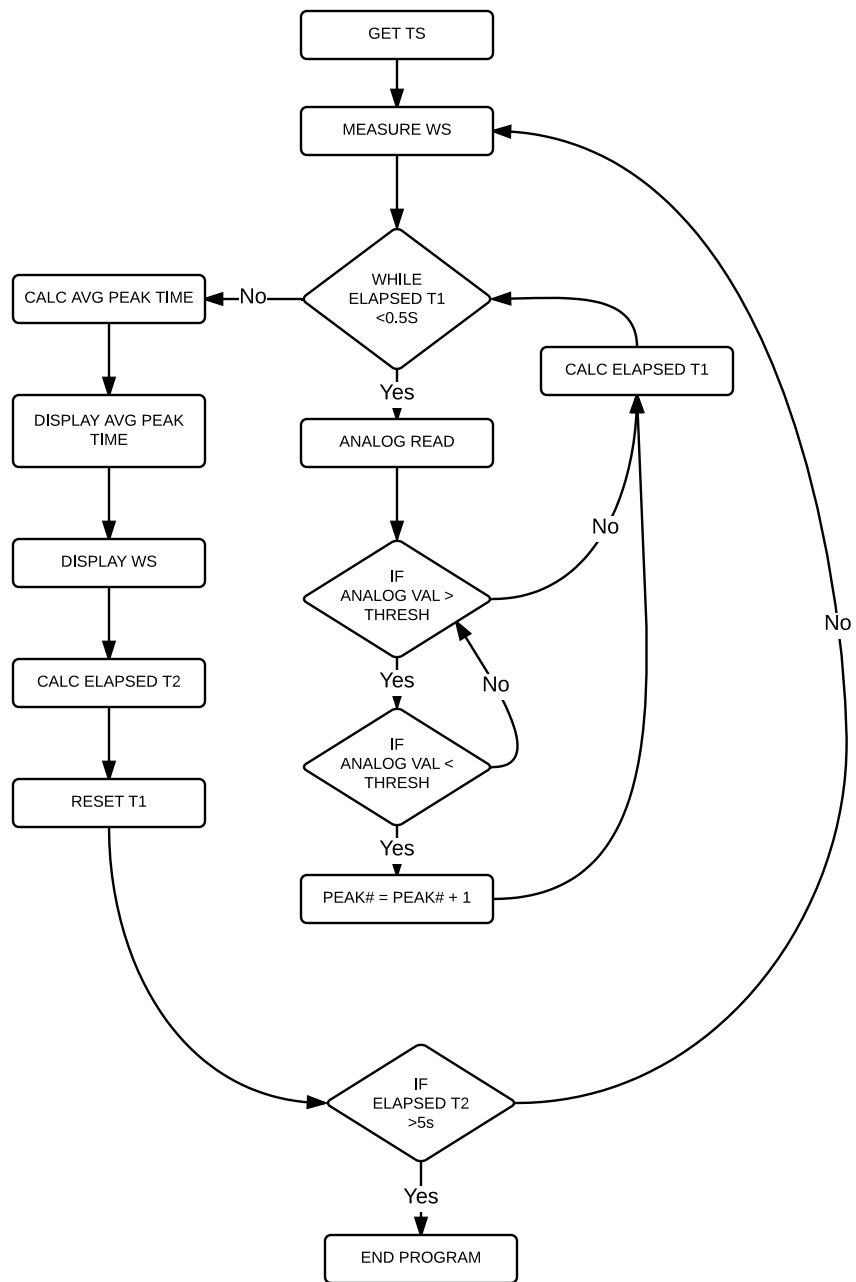 GET TS
MEASURE WS
WHILE
ELAPSED T1
<0.5S
No
CALC AVG PEAK TIME
Yes
CALC ELAPSED T1
DISPLAY AVG PEAK
TIME
ANALOG READ
No
DISPLAY WS
IF
ANALOG VAL >
THRESH
No
Yes
No
CALC ELAPSED T2
IF
ANALOG VAL <
THRESH
RESET T1
Yes
PEAK# = PEAK# + 1
IF
ELAPSED T2
>5s
Yes
END PROGRAM